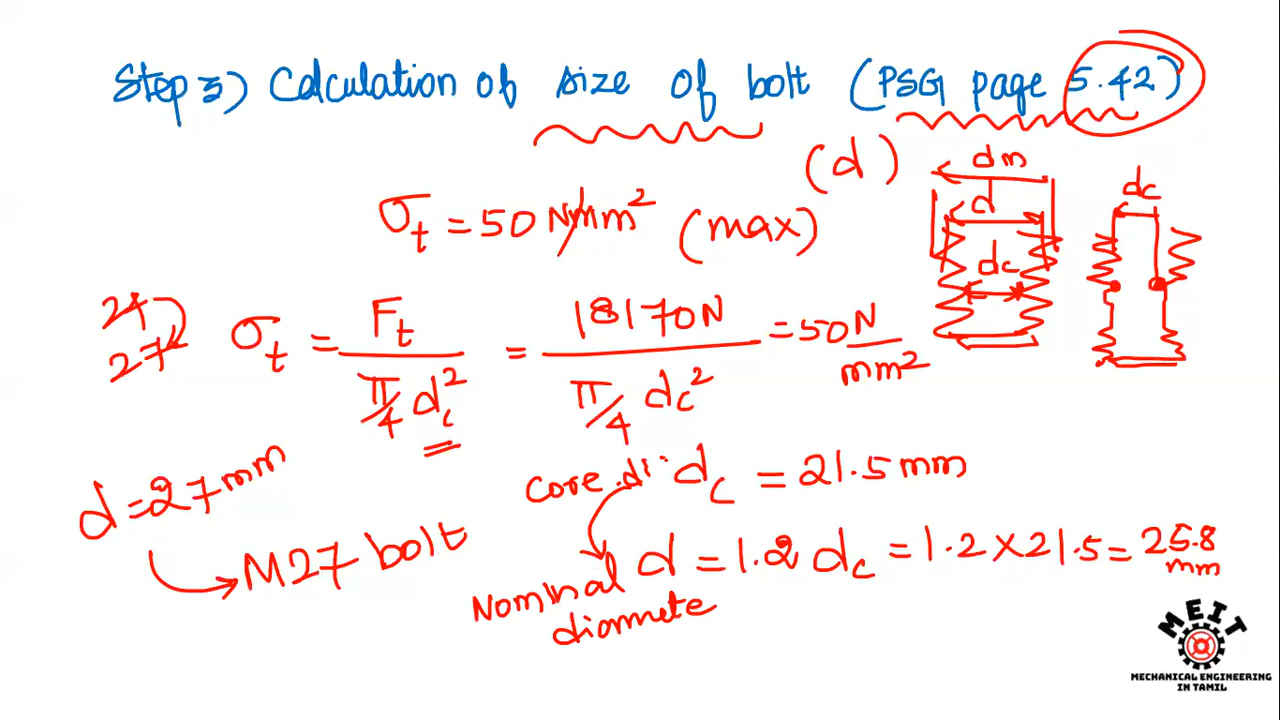 Step 3) Calculation of size of bolt (PSG page 5.42)
(d)
dm
d
dc
dc
σt = 50 N/mm² (max)
24
27
σt = Ft / (π/4 dc²) = 18170N / (π/4 dc²) = 50 N/mm²
Core di dc = 21.5 mm
d = 27 mm
M27 bolt
Nominal d = 1.2 dc = 1.2 × 21.5 = 25.8 mm
diamete
MEIT
MECHANICAL ENGINEERING
IN TAMIL